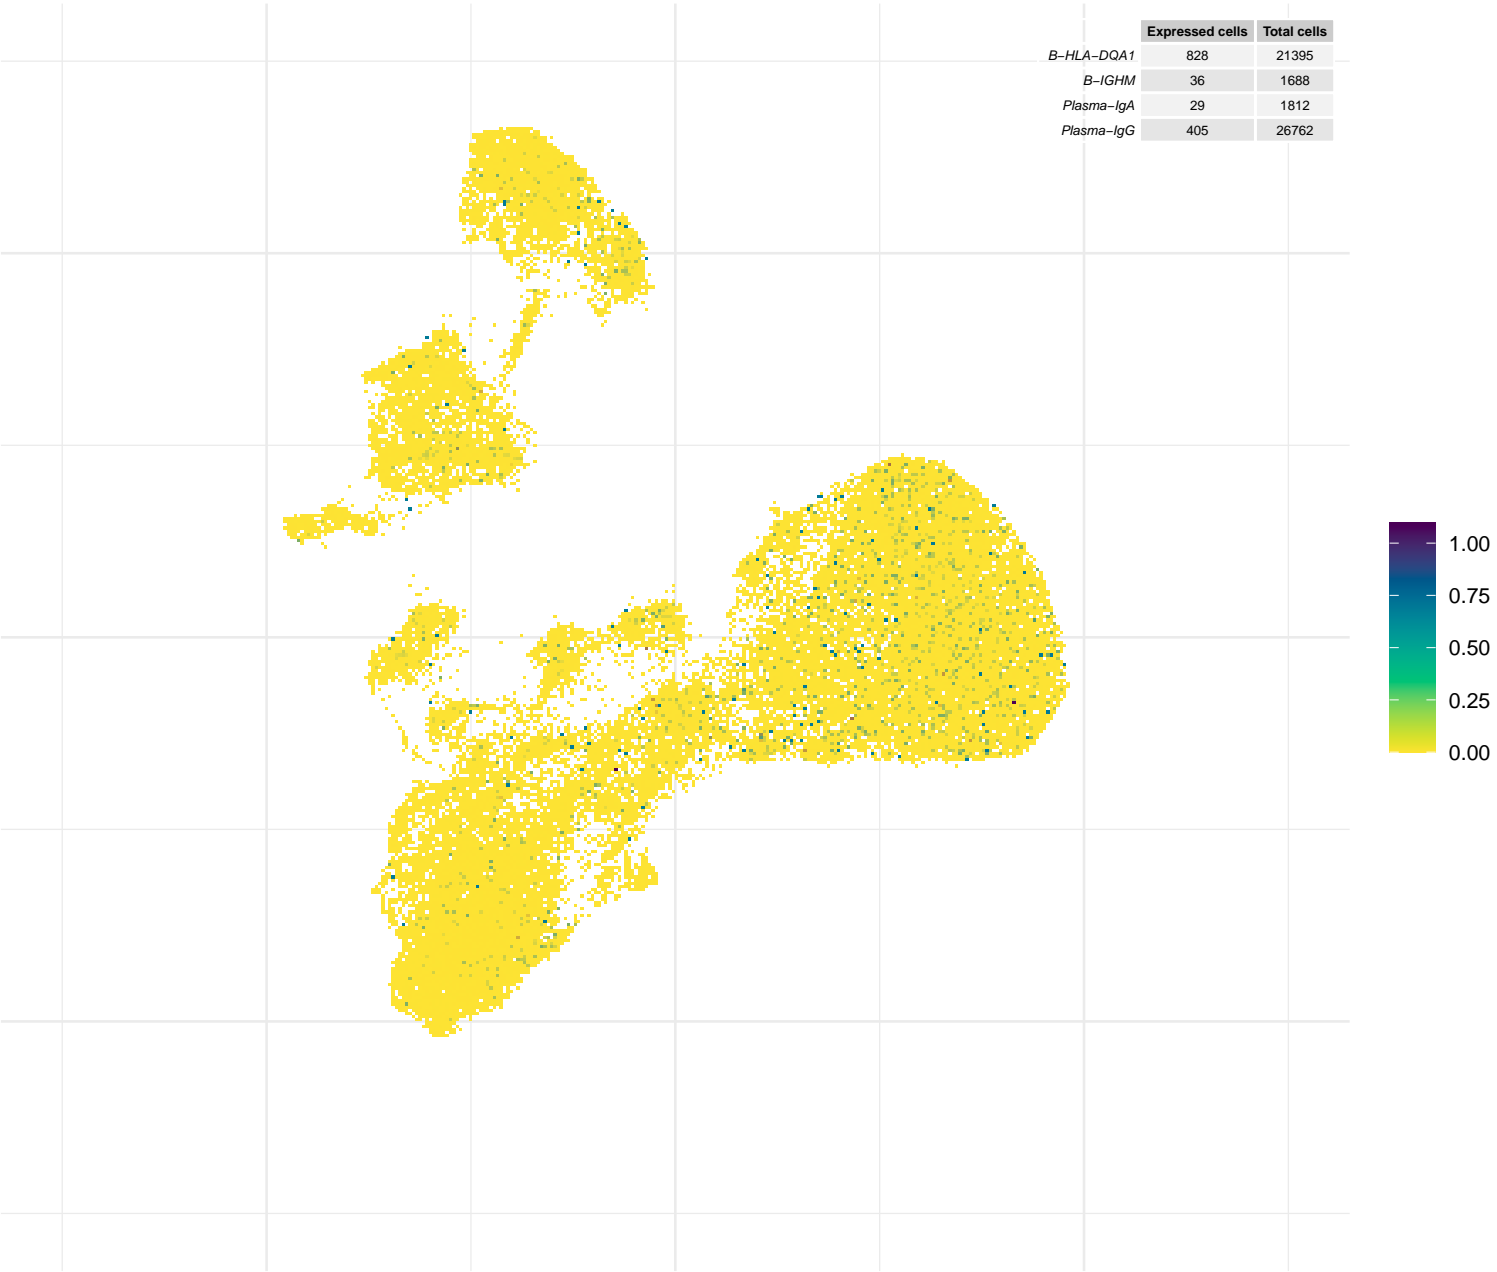 Expressed cells Total cells
B−HLA−DQA1 828 21395
B−IGHM 36 1688
Plasma−IgA 29 1812
Plasma−IgG 405 26762
1.00
0.75
0.50
0.25
0.00